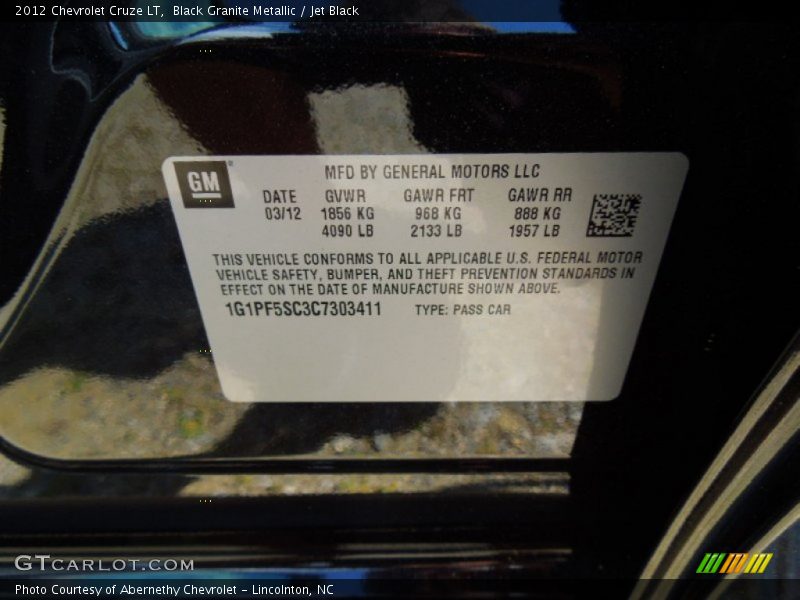 2012 Chevrolet Cruze LT, Black Granite Metallic / Jet Black
GM
MFD BY GENERAL MOTORS LLC
DATE GVWR GAWR FRT GAWR RR
03/12 1856 KG 968 KG 888 KG
4090 LB 2133 LB 1957 LB
THIS VEHICLE CONFORMS TO ALL APPLICABLE U.S. FEDERAL MOTOR
VEHICLE SAFETY, BUMPER, AND THEFT PREVENTION STANDARDS IN
EFFECT ON THE DATE OF MANUFACTURE SHOWN ABOVE.
1G1PF5SC3C7303411 TYPE: PASS CAR
GTCARLOT.COM
Photo Courtesy of Abernethy Chevrolet - Lincolnton, NC